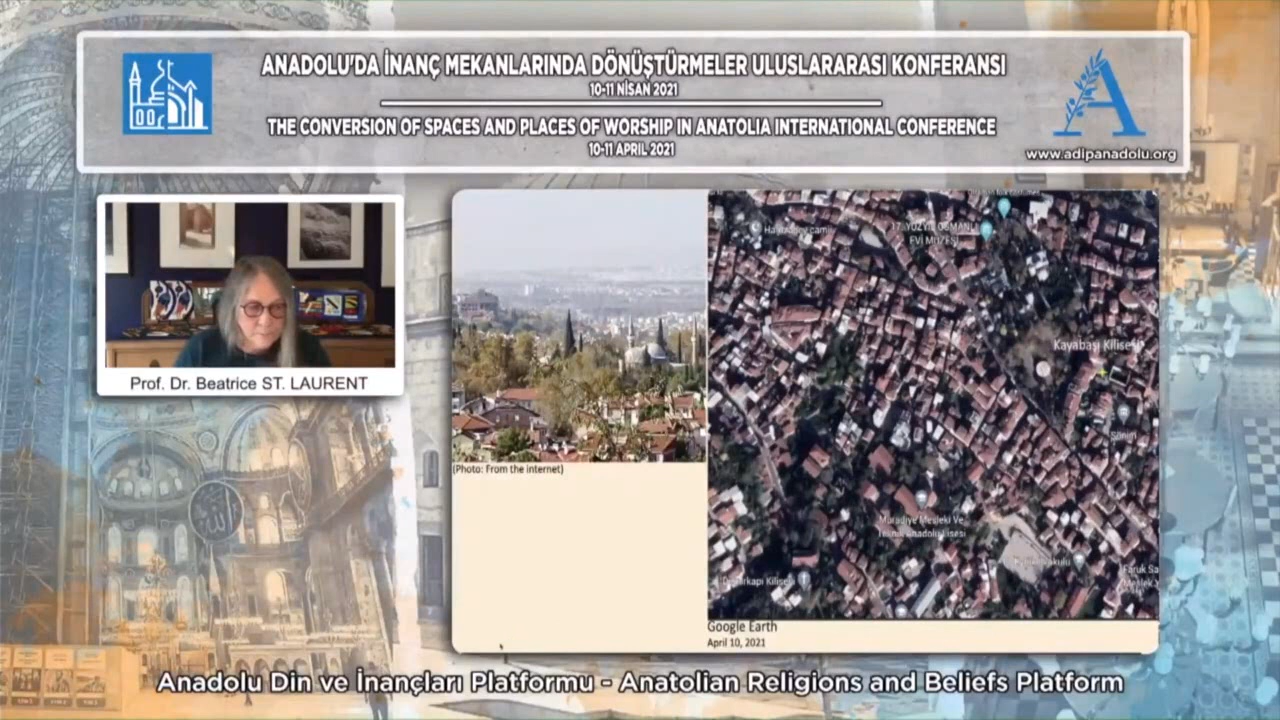 ANADOLU'DA İNANÇ MEKANLARINDA DÖNÜŞTÜRMELER ULUSLARARASI KONFERANSI
10-11 NİSAN 2021
THE CONVERSION OF SPACES AND PLACES OF WORSHIP IN ANATOLIA INTERNATIONAL CONFERENCE
10-11 APRIL 2021
www.adipanadolu.org
Prof. Dr. Beatrice ST. LAURENT
(Photo: From the internet)
17. YÜZYIL OSMANLI
EVİ MÜZESİ
Kayabaşı Kilisesi
Muradiye Mesleki Ve
Teknik Anadolu Lisesi
Faruk Sa
Google Earth
April 10, 2021
Anadolu Din ve İnançları Platformu - Anatolian Religions and Beliefs Platform